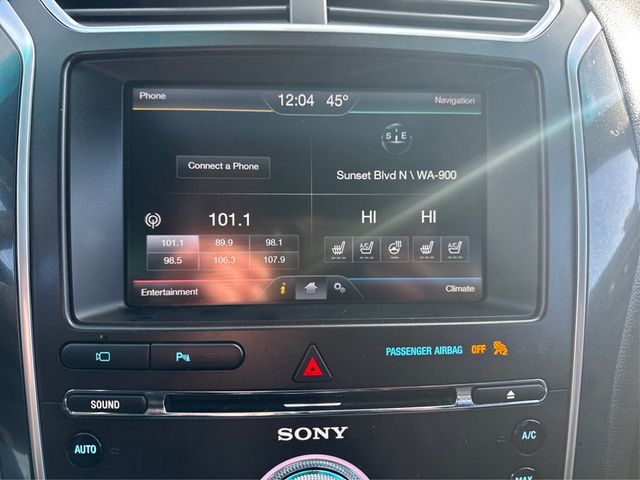 Phone
12:04 45°
Navigation
S E
Connect a Phone
Sunset Blvd N \ WA-900
101.1
HI HI
101.1 89.9 98.1
98.5 106.3 107.9
A/C A/C
Entertainment
i
Climate
P
PASSENGER AIRBAG OFF
SOUND
SONY
AUTO
A/C
MAX